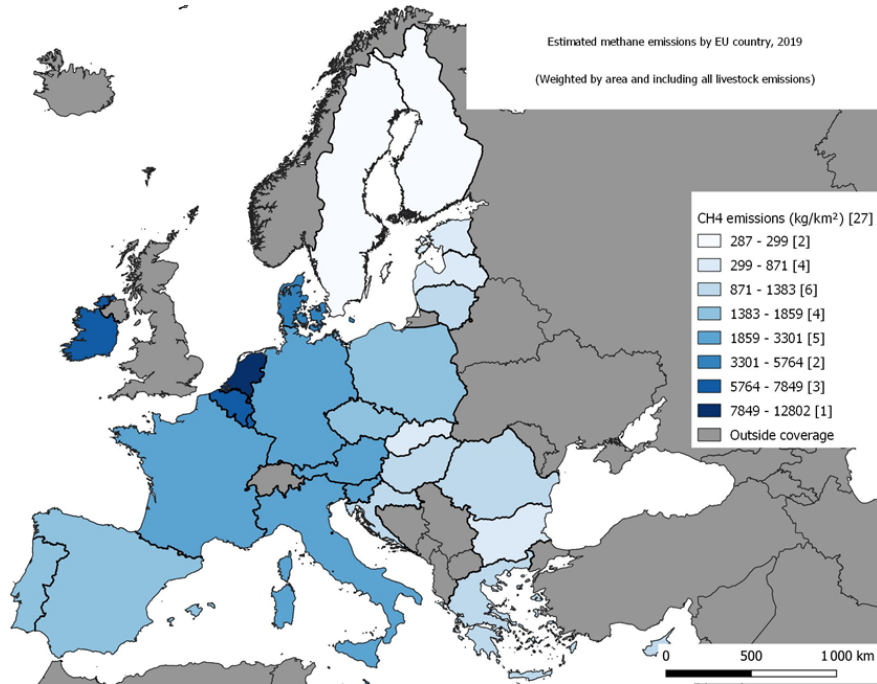 Estimated methane emissions by EU country, 2019
(Weighted by area and including all livestock emissions)
CH4 emissions (kg/km²) [27]
287 - 299 [2]
299 - 871 [4]
871 - 1383 [6]
1383 - 1859 [4]
1859 - 3301 [5]
3301 - 5764 [2]
5764 - 7849 [3]
7849 - 12802 [1]
Outside coverage
0 500 1 000 km